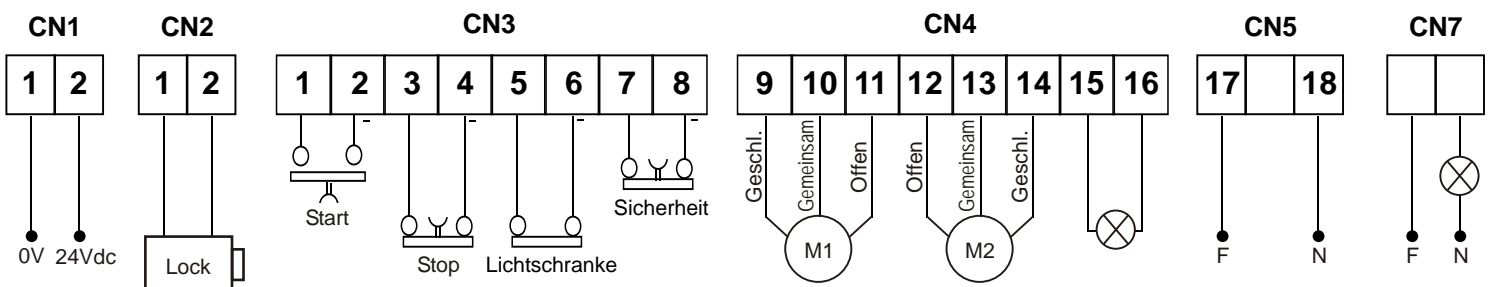 CN1 CN2 CN3 CN4 CN5 CN7
1 2 1 2 1 2 3 4 5 6 7 8 9 10 11 12 13 14 15 16 17 18
- - - -
Geschl. Gemeinsam Offen Offen Gemeinsam Geschl.
Start Sicherheit
M1 M2
0V 24Vdc Lock Stop Lichtschranke F N F N